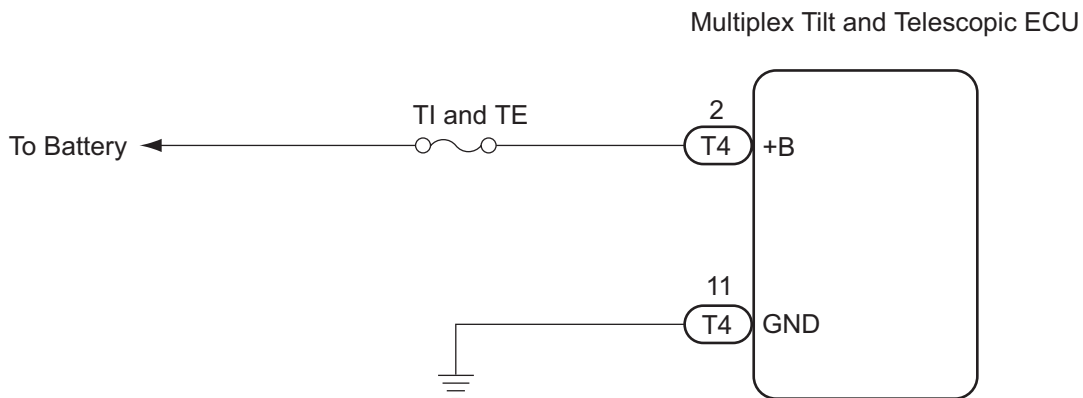 Multiplex Tilt and Telescopic ECU
TI and TE
2
To Battery
T4
+B
11
T4
GND